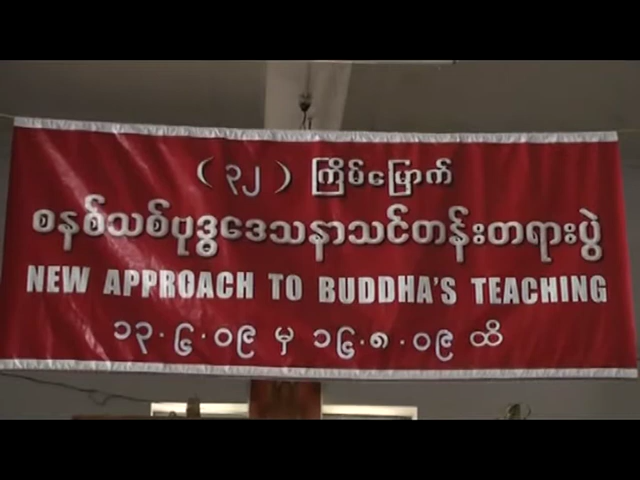 (၃၂) ကြိမ်မြောက်
စနစ်သစ်ဗုဒ္ဓဒေသနာသင်တန်းတရားပွဲ
NEW APPROACH TO BUDDHA'S TEACHING
၁၃.၆.၀၉ မှ ၁၆.၈.၀၉ ထိ